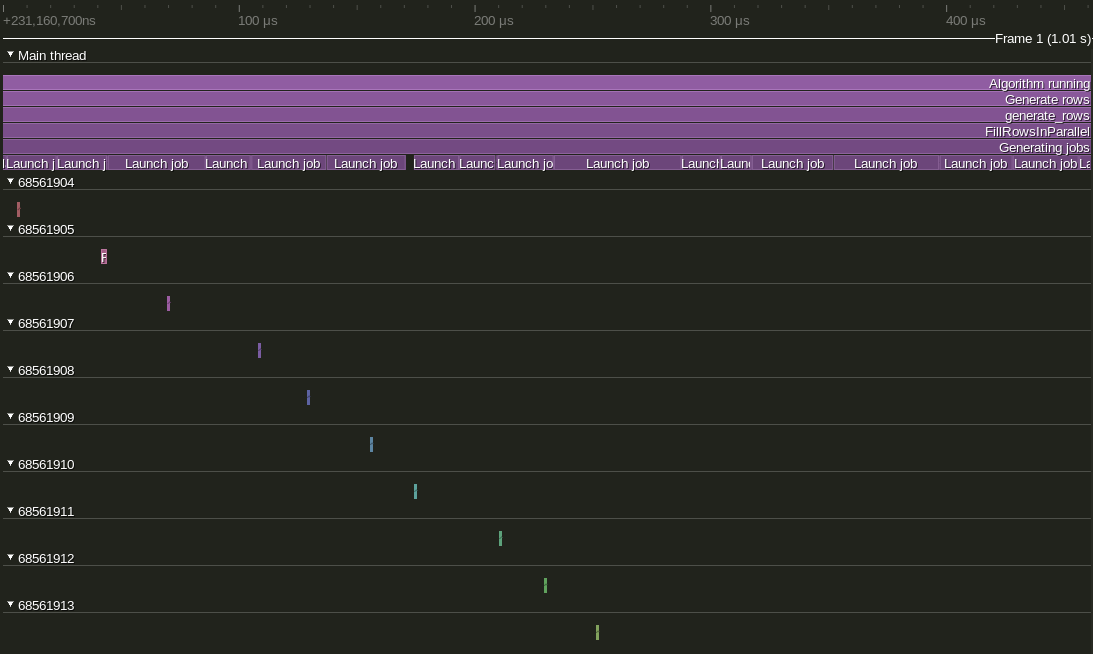 +231,160,700ns 100 μs 200 μs 300 μs 400 μs
Frame 1 (1.01 s)
Main thread
Algorithm running
Generate rows
generate_rows
FillRowsInParallel
Generating jobs
Launch j Launch j Launch job Launch Launch job Launch job Launch Launc Launch jo Launch job Launch Laun Launch job Launch job Launch job Launch job La
68561904
68561905
F
68561906
68561907
68561908
68561909
68561910
68561911
68561912
68561913